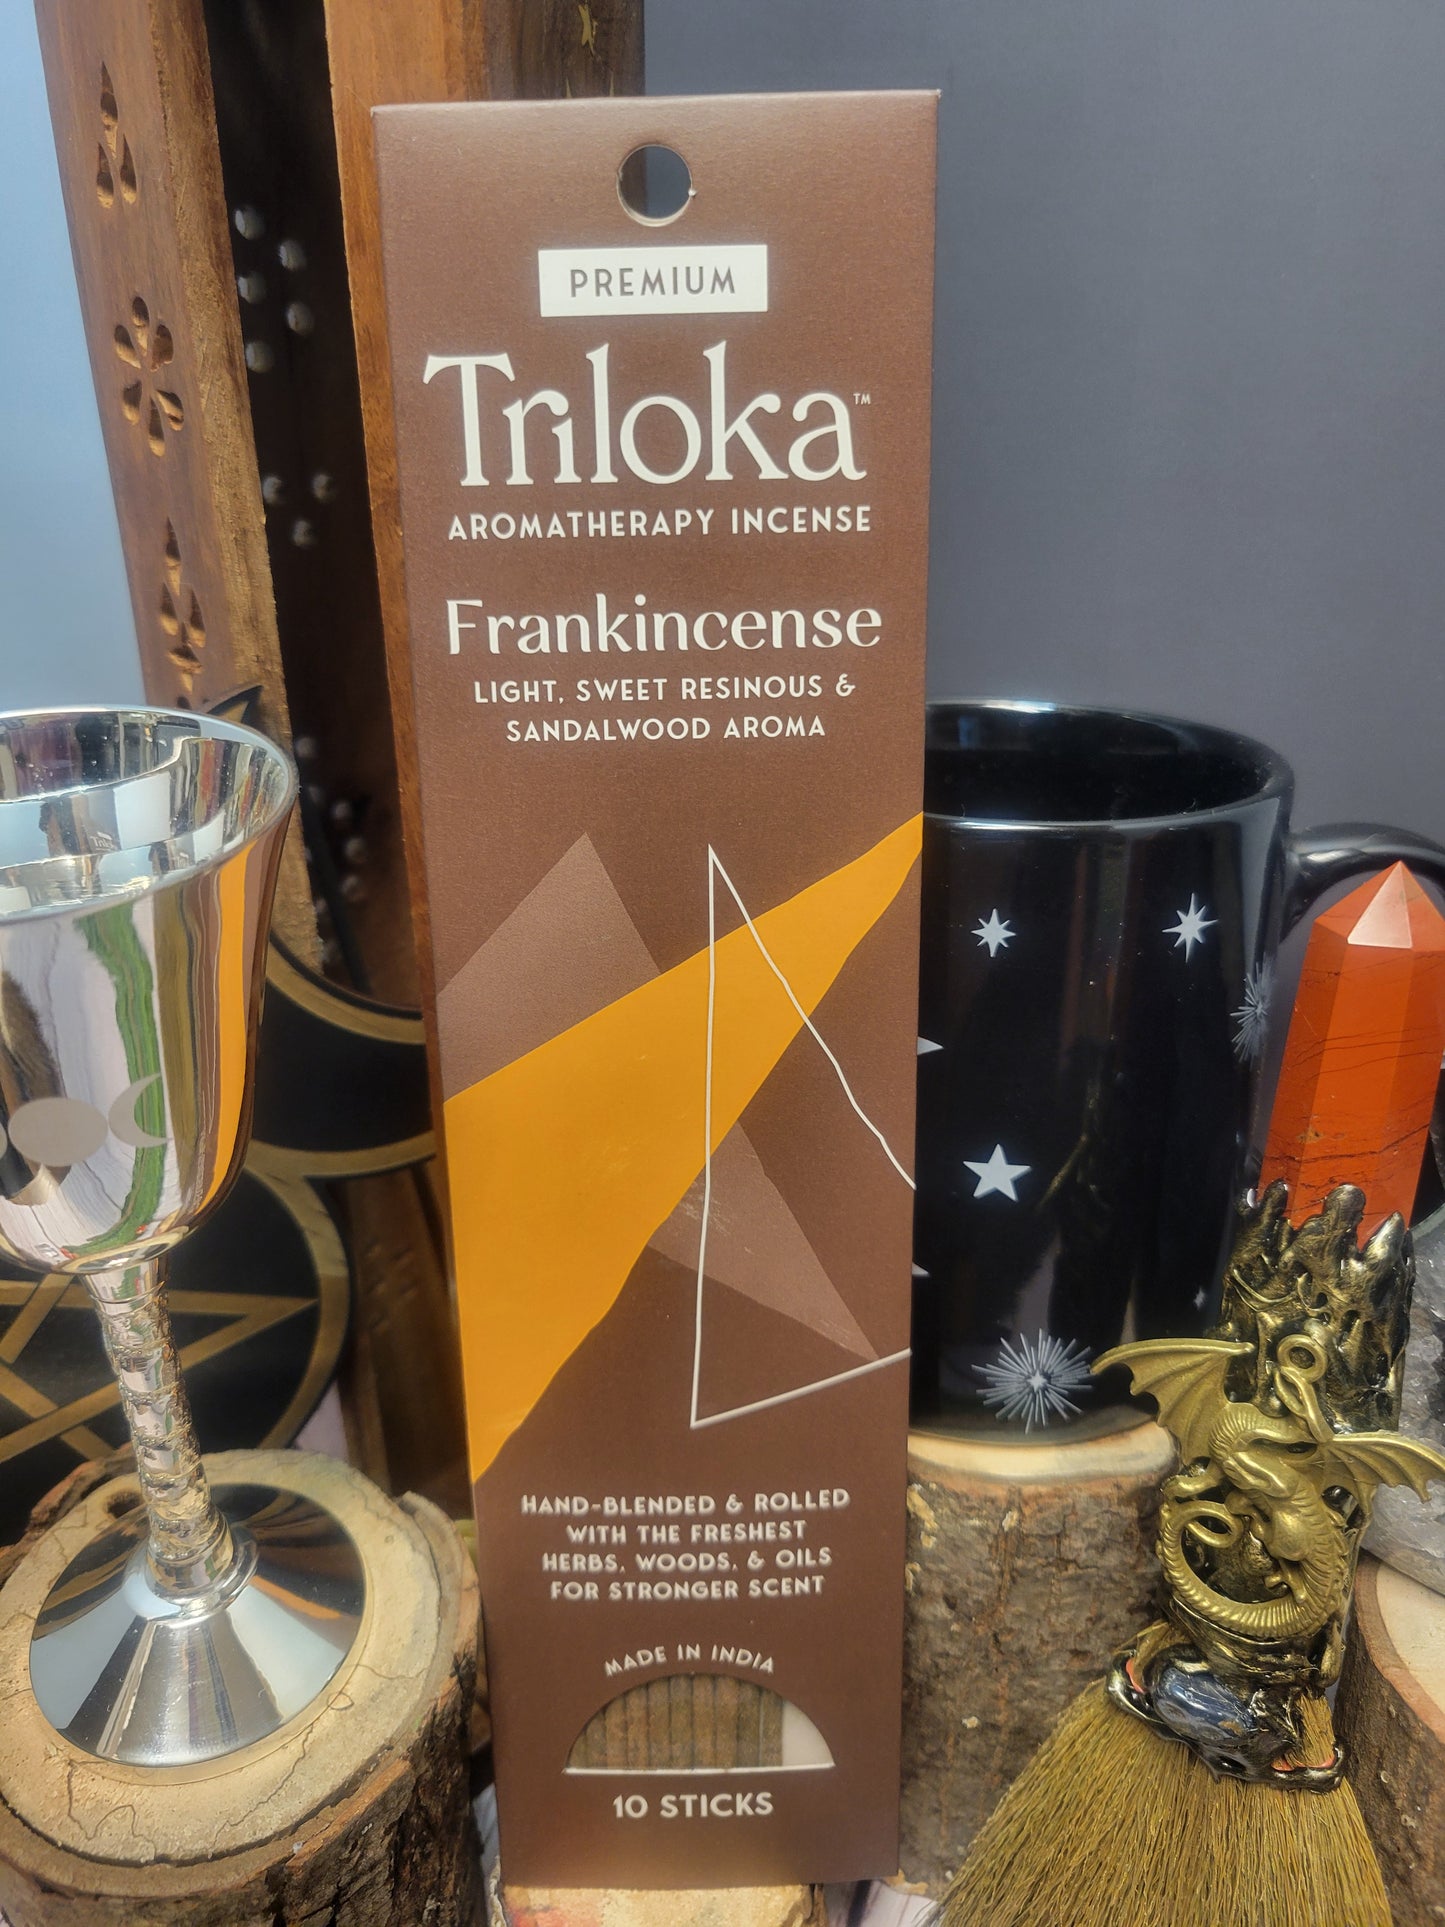 PREMIUM
Triloka™
AROMATHERAPY INCENSE
Frankincense
LIGHT, SWEET RESINOUS &
SANDALWOOD AROMA
HAND-BLENDED & ROLLED
WITH THE FRESHEST
HERBS, WOODS, & OILS
FOR STRONGER SCENT
MADE IN INDIA
10 STICKS